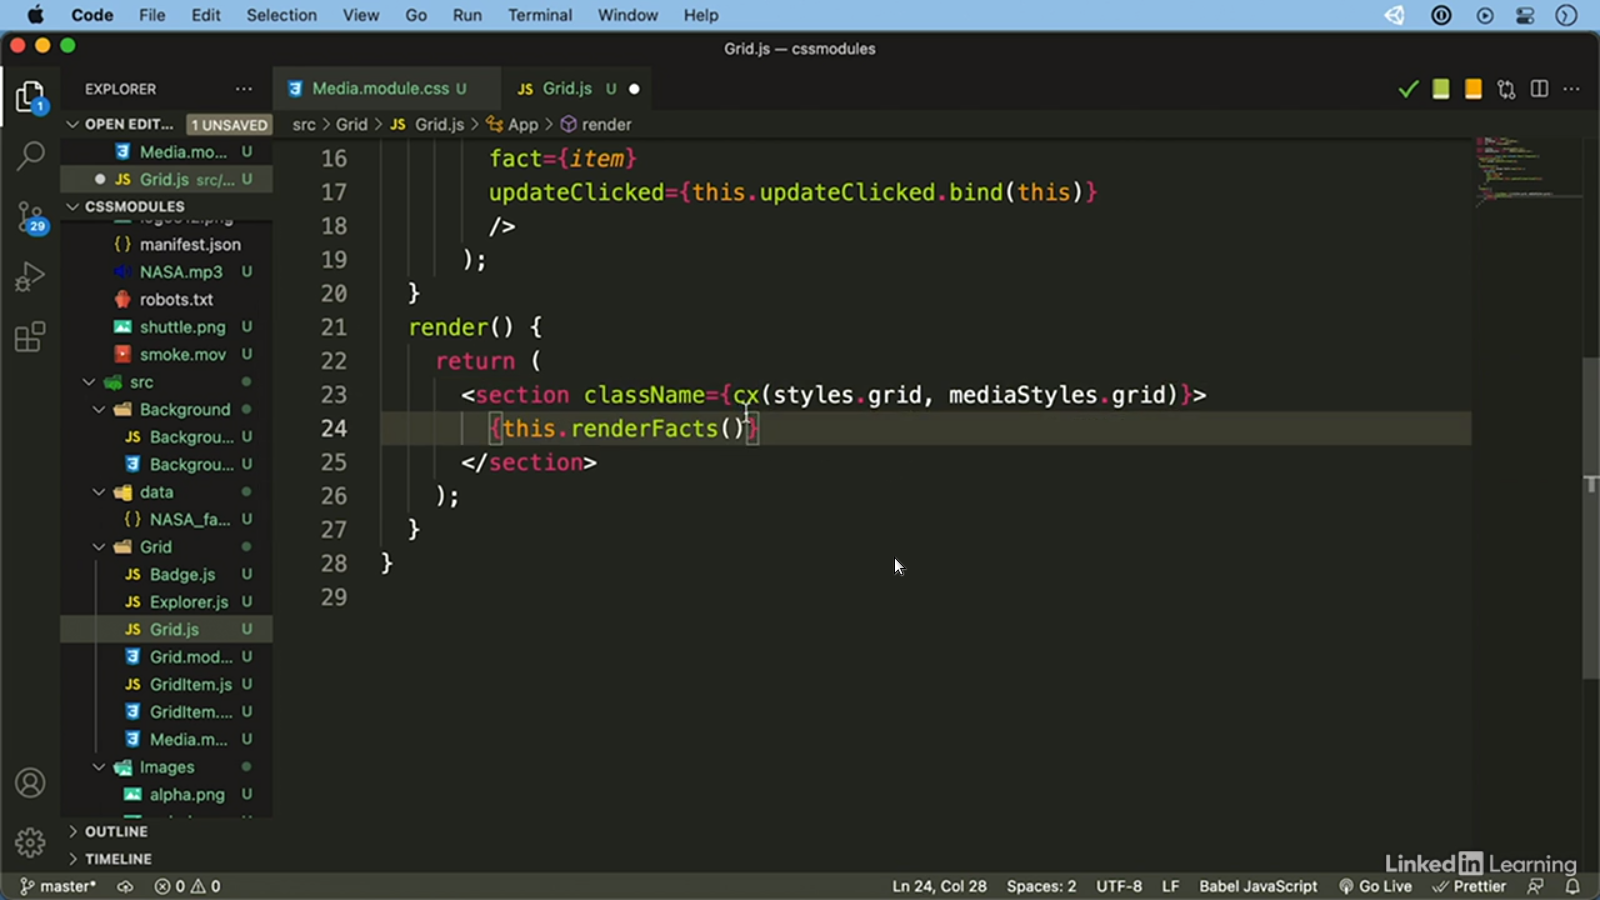 Code File Edit Selection View Go Run Terminal Window Help
Grid.js — cssmodules
EXPLORER ···
Media.module.css U
JS Grid.js U
OPEN EDIT... 1 UNSAVED
src > Grid > JS Grid.js > App > render
Media.mo... U
JS Grid.js src/... U
CSSMODULES
manifest.json
NASA.mp3 U
robots.txt
shuttle.png U
smoke.mov U
src
Background
JS Backgrou... U
Backgrou... U
data
{} NASA_fa... U
Grid
JS Badge.js U
JS Explorer.js U
JS Grid.js U
Grid.mod... U
JS GridItem.js U
GridItem.... U
Media.m... U
Images
alpha.png U
OUTLINE
TIMELINE
16 fact={item}
17 updateClicked={this.updateClicked.bind(this)}
18 />
19 );
20 }
21 render() {
22 return (
23 <section className={cx(styles.grid, mediaStyles.grid)}>
24 {this.renderFacts()}
25 </section>
26 );
27 }
28 }
29
1
29
LinkedIn Learning
master* 0 0 Ln 24, Col 28 Spaces: 2 UTF-8 LF Babel JavaScript Go Live Prettier